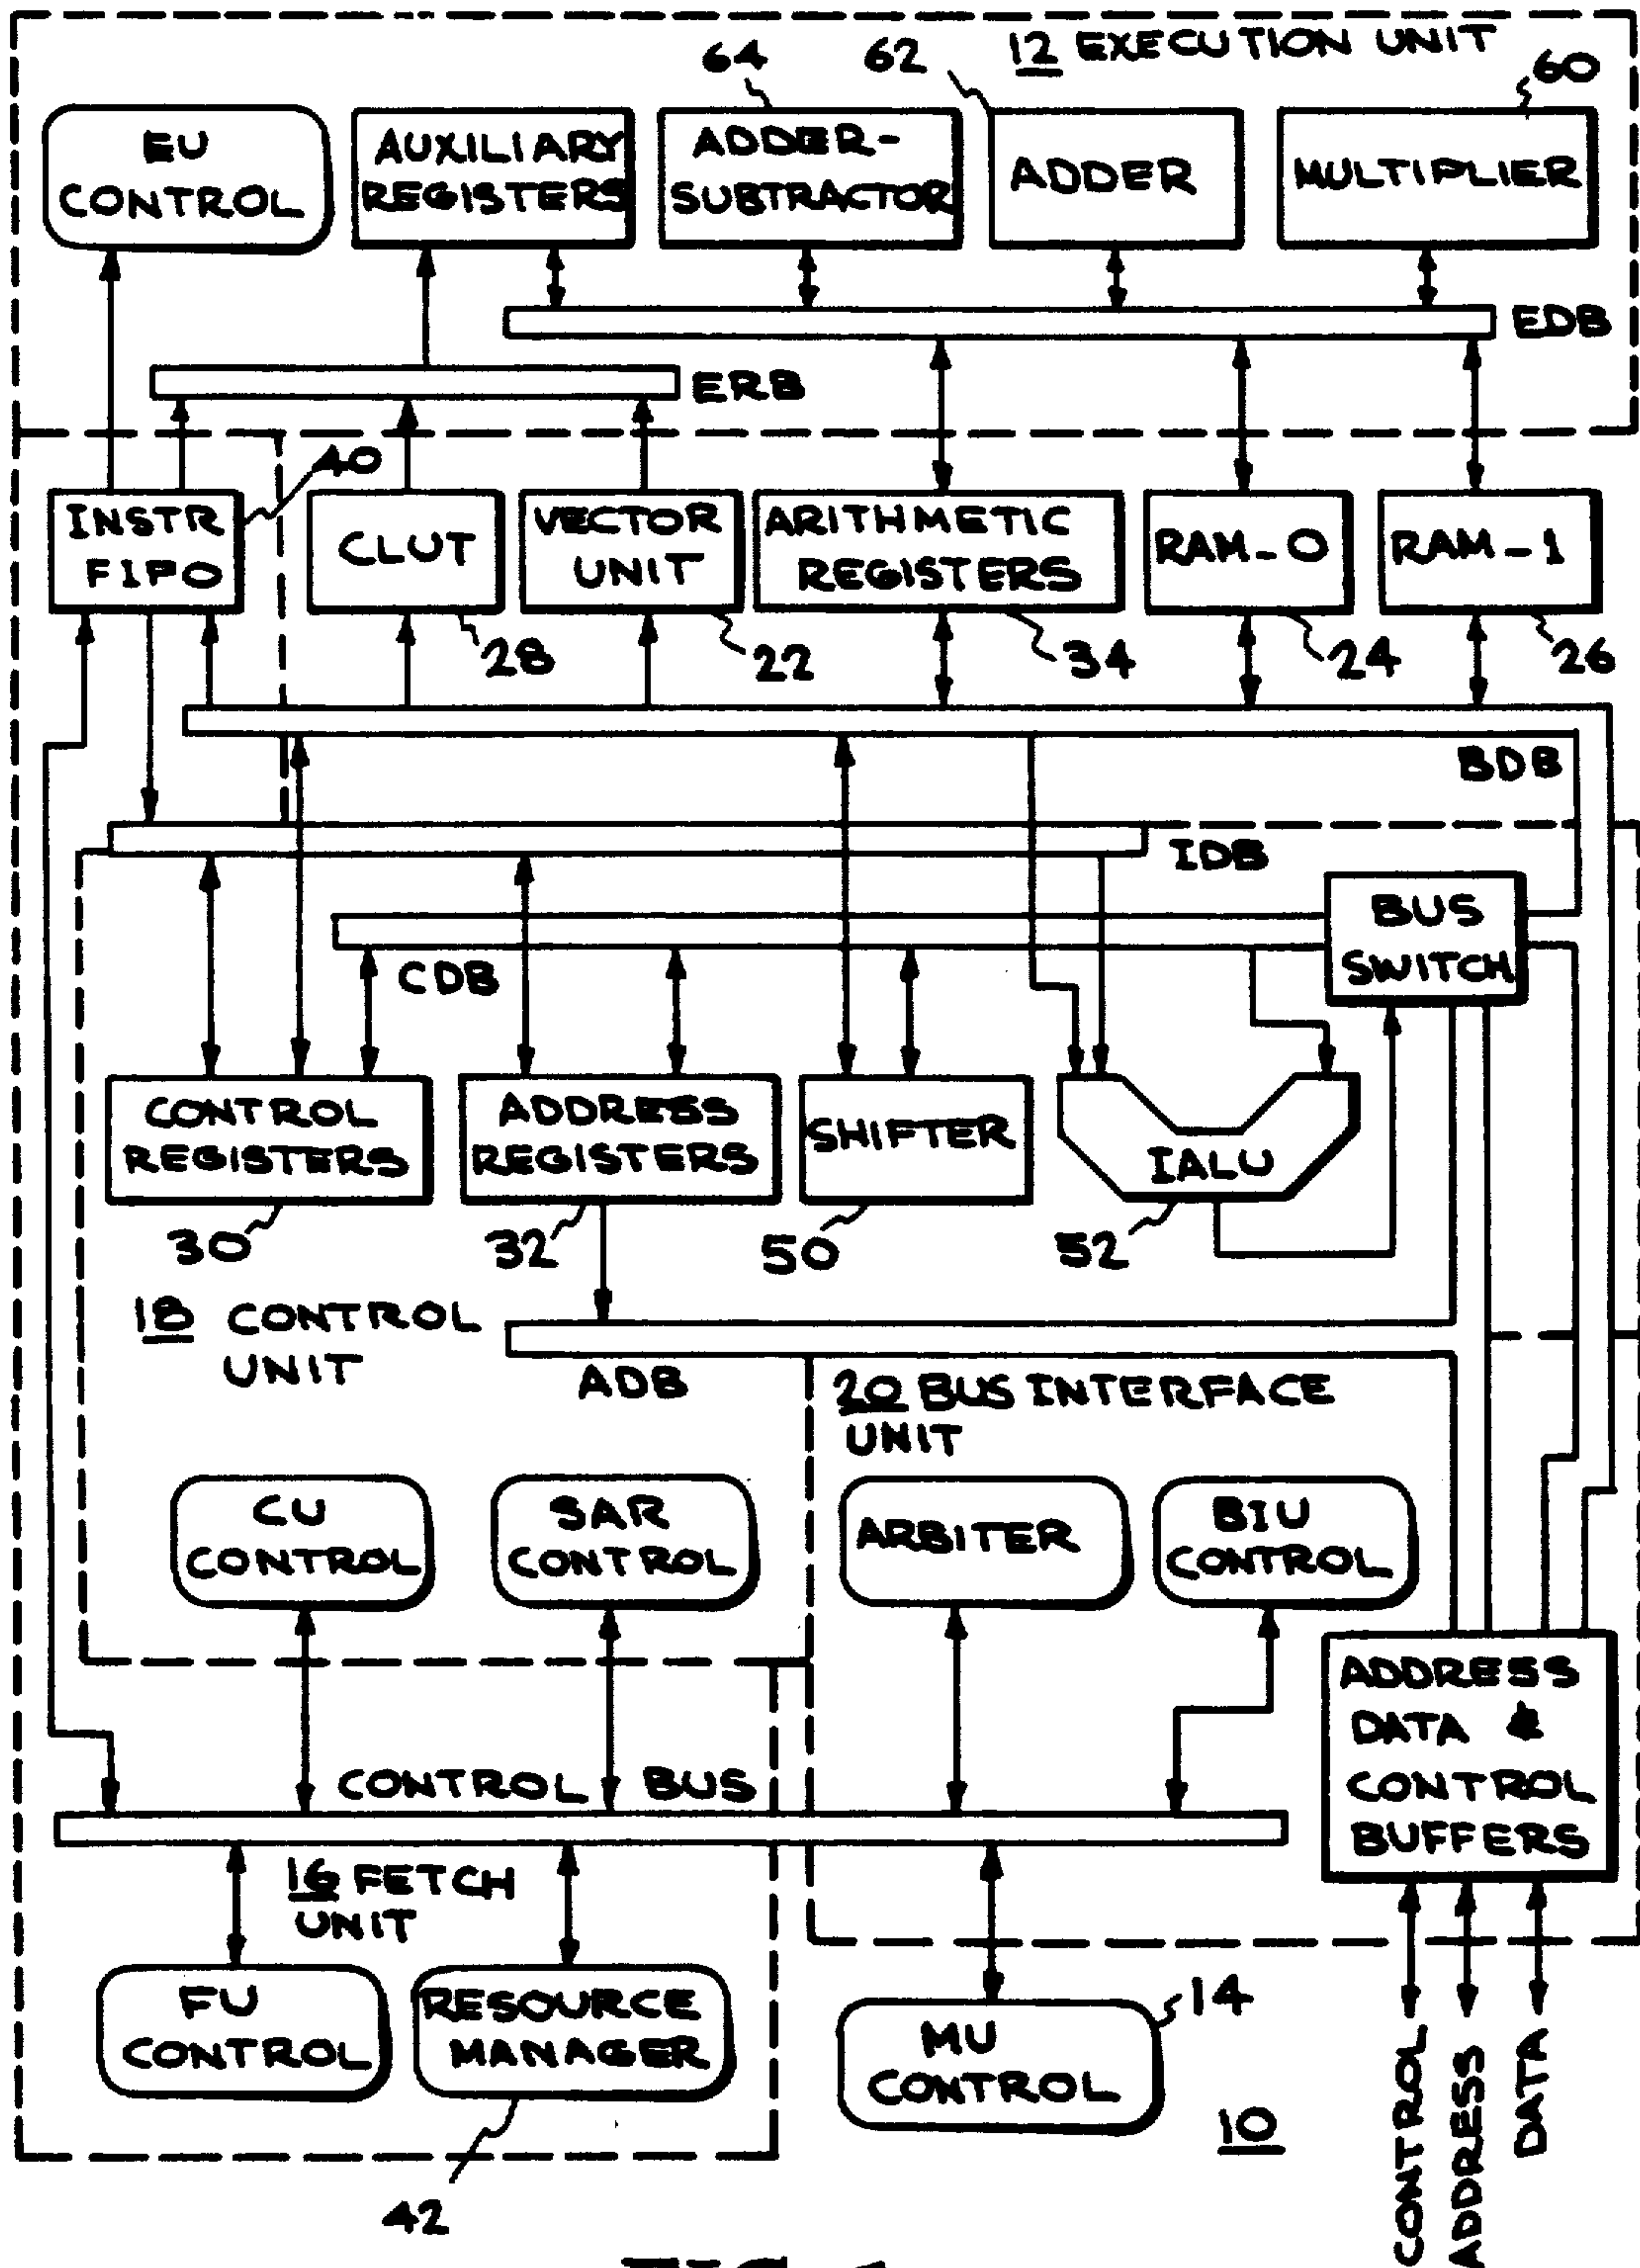 12 EXECUTION UNIT
64
62
60
EU
CONTROL
AUXILIARY
REGISTERS
ADDER-
SUBTRACTOR
ADDER
MULTIPLIER
EDB
ERB
40
INSTR
FIFO
CLUT
VECTOR
UNIT
ARITHMETIC
REGISTERS
RAM-0
RAM-1
28
22
34
24
26
BDB
IDB
BUS
SWITCH
CDB
CONTROL
REGISTERS
ADDRESS
REGISTERS
SHIFTER
IALU
30
32
50
52
18 CONTROL
UNIT
ADB
20 BUS INTERFACE
UNIT
CU
CONTROL
SAR
CONTROL
ARBITER
BIU
CONTROL
ADDRESS
DATA &
CONTROL
BUFFERS
CONTROL BUS
16 FETCH
UNIT
FU
CONTROL
RESOURCE
MANAGER
MU
CONTROL
14
10
42
CONTROL
ADDRESS
DATA